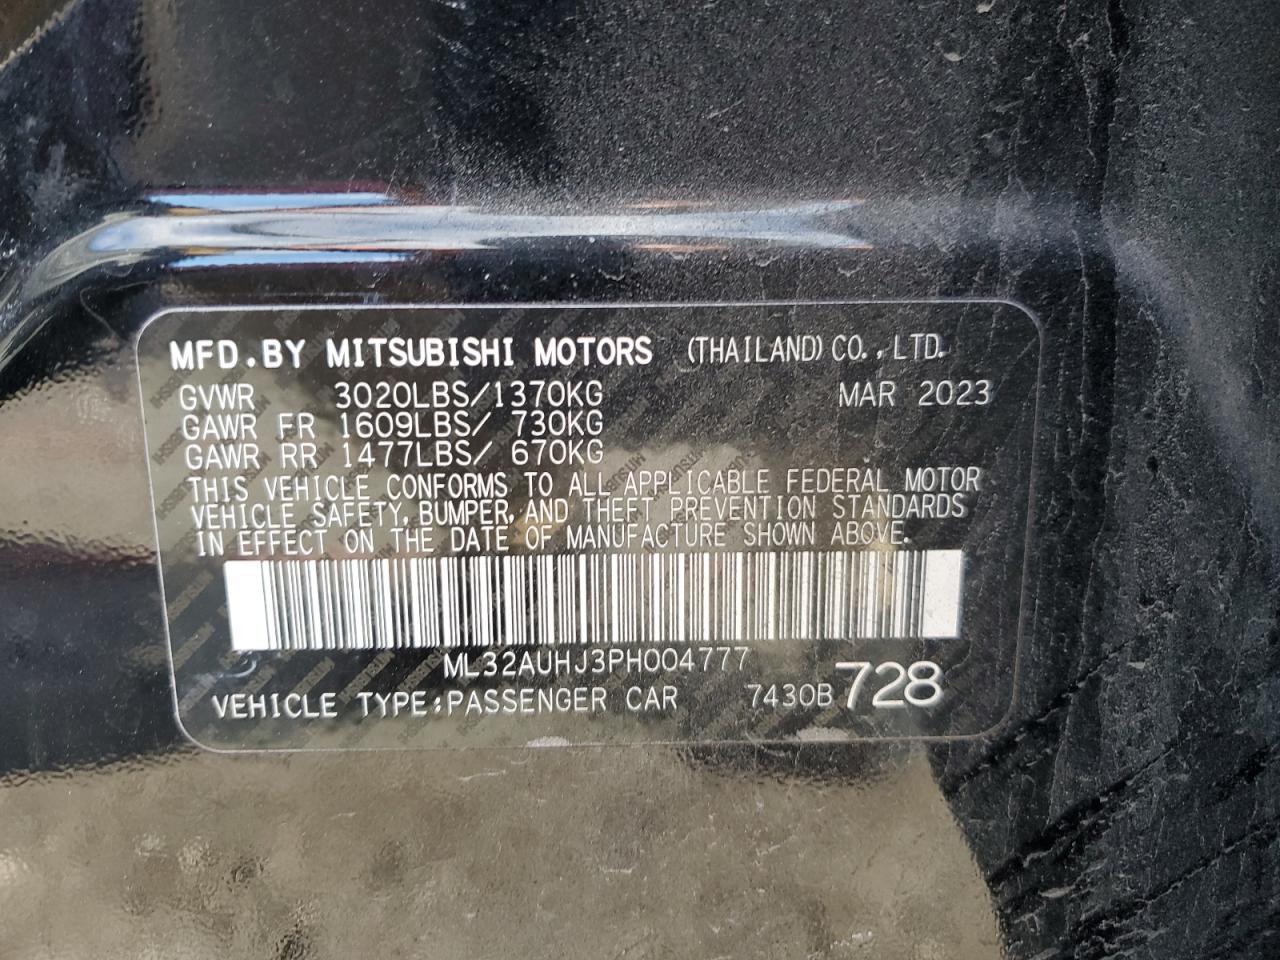 MFD.BY MITSUBISHI MOTORS (THAILAND) CO.,LTD.
GVWR 3020LBS/1370KG MAR 2023
GAWR FR 1609LBS/ 730KG
GAWR RR 1477LBS/ 670KG
THIS VEHICLE CONFORMS TO ALL APPLICABLE FEDERAL MOTOR
VEHICLE SAFETY, BUMPER, AND THEFT PREVENTION STANDARDS
IN EFFECT ON THE DATE OF MANUFACTURE SHOWN ABOVE.
ML32AUHJ3PH004777
VEHICLE TYPE:PASSENGER CAR 7430B 728